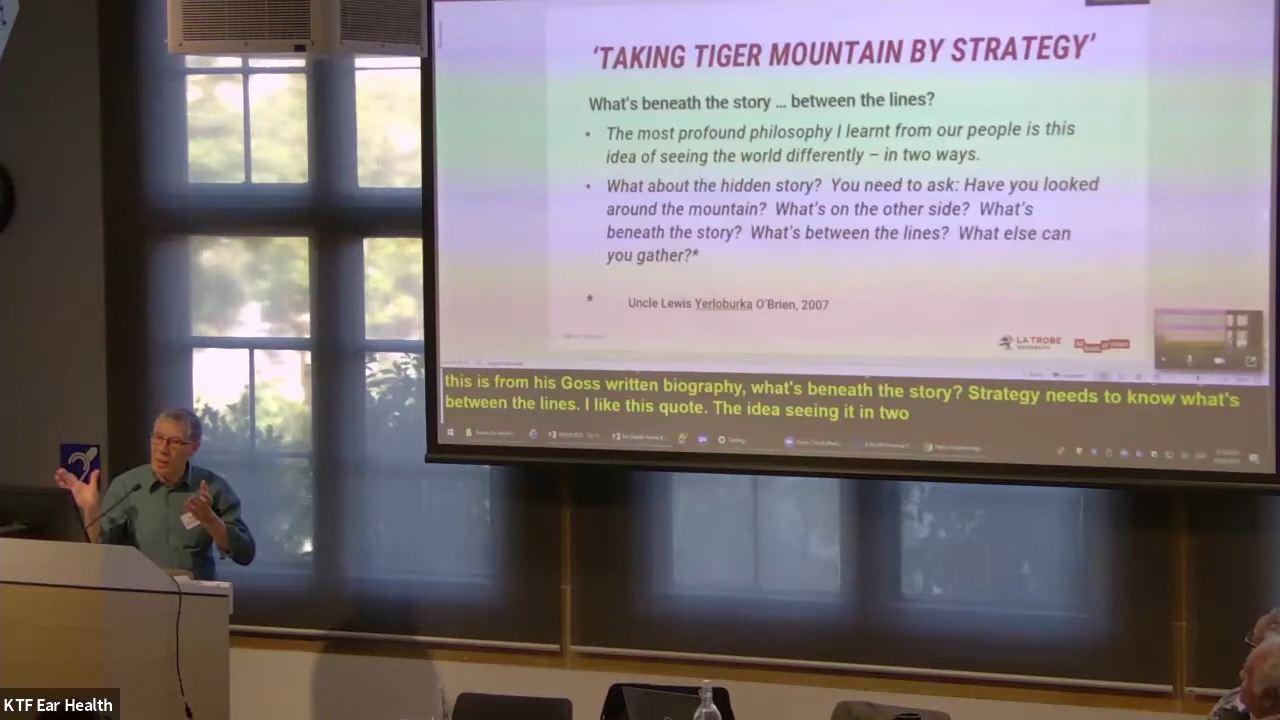 ‘TAKING TIGER MOUNTAIN BY STRATEGY’
What's beneath the story ... between the lines?
• The most profound philosophy I learnt from our people is this
idea of seeing the world differently – in two ways.
• What about the hidden story? You need to ask: Have you looked
around the mountain? What's on the other side? What's
beneath the story? What's between the lines? What else can
you gather?*
* Uncle Lewis Yerloburka O'Brien, 2007
LA TROBE
UNIVERSITY
this is from his Goss written biography, what's beneath the story? Strategy needs to know what's
between the lines. I like this quote. The idea seeing it in two
KTF Ear Health